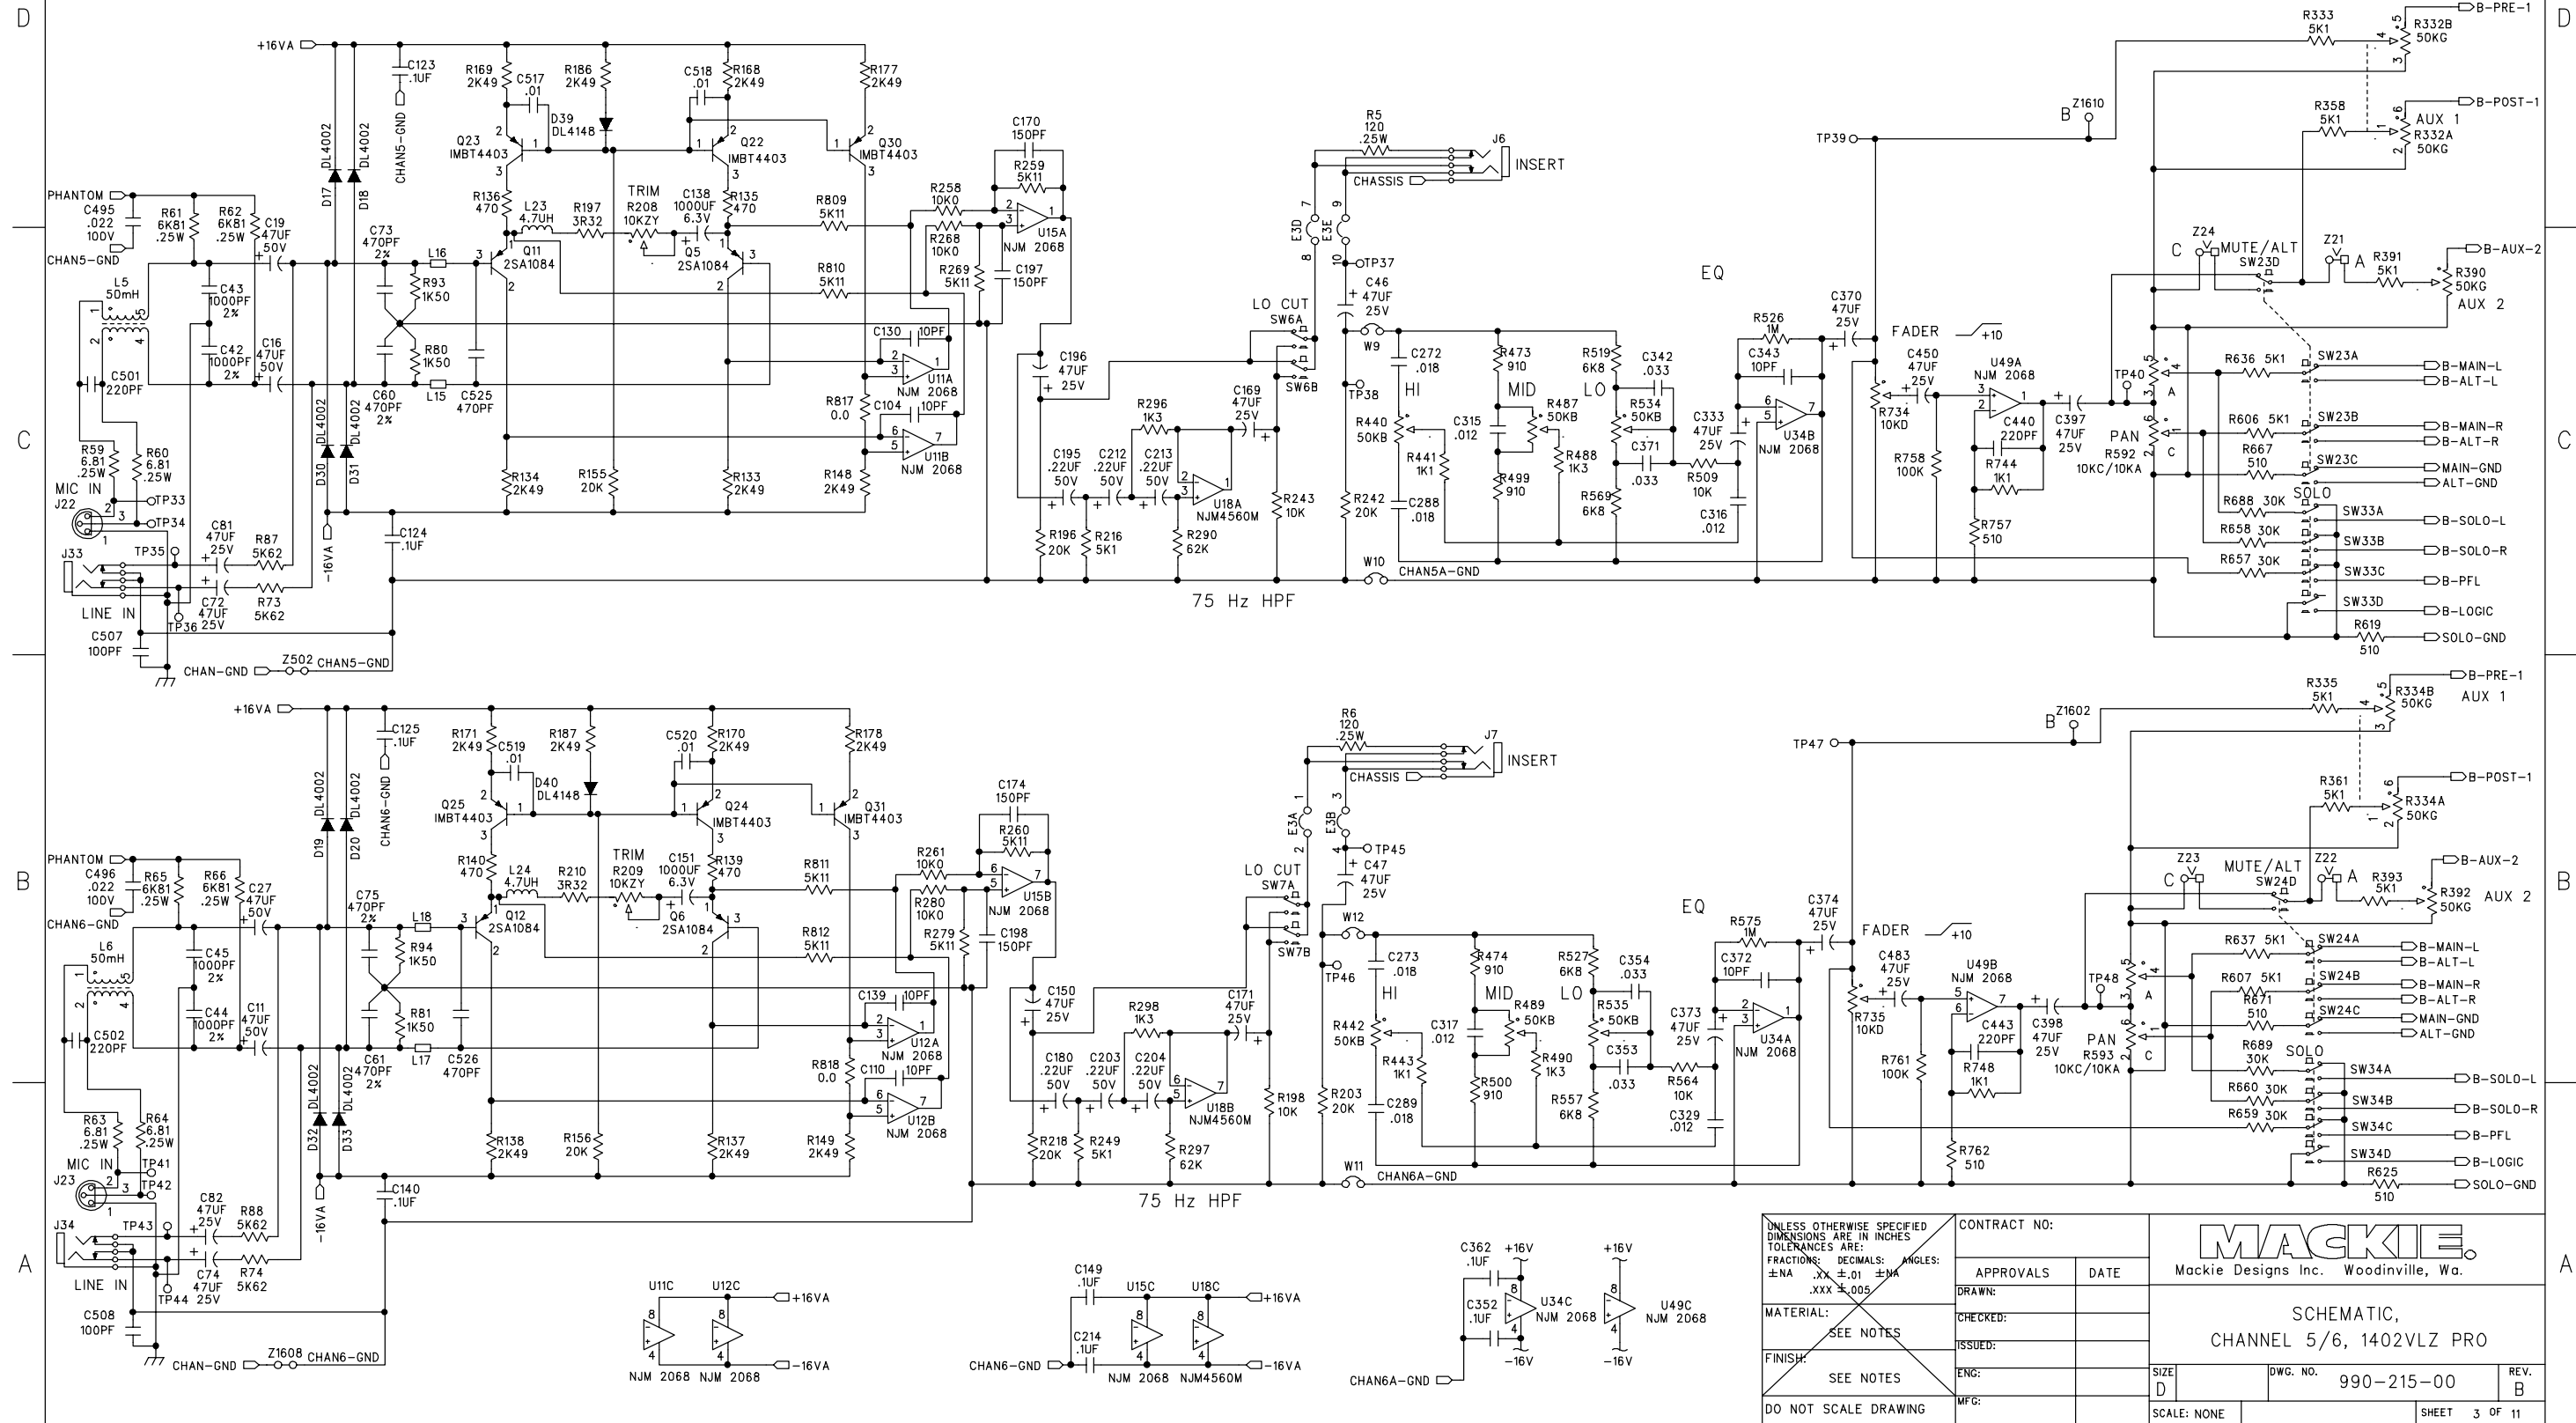 D
D
+16VA
C123
.1UF
CHAN5-GND
R169
2K49
C517
.01
R186
2K49
C518
.01
R168
2K49
R177
2K49
DL4002
DL4002
D17
D18
Q23
IMBT4403
D39
DL4148
Q22
IMBT4403
Q30
IMBT4403
C170
150PF
R259
5K11
R5
120
.25W
J6
INSERT
CHASSIS
TP39
Z1610
B
R333
5K1
R332B
50KG
B-PRE-1
R358
5K1
AUX 1
R332A
50KG
B-POST-1
PHANTOM
C495
.022
100V
CHAN5-GND
R61
6K81
.25W
R62
6K81
.25W
C19
47UF
50V
C73
470PF
2%
L16
R136
470
L23
4.7UH
R197
3R32
TRIM
R208
10KZY
C138
1000UF
6.3V
R135
470
R809
5K11
R258
10K0
R268
10K0
U15A
NJM 2068
Q11
2SA1084
Q5
2SA1084
R810
5K11
R269
5K11
C197
150PF
E3D
E3E
TP37
C46
47UF
25V
EQ
C370
47UF
25V
Z24
C
MUTE/ALT
SW23D
Z21
A
R391
5K1
R390
50KG
B-AUX-2
AUX 2
L5
50mH
C43
1000PF
2%
C42
1000PF
2%
C16
47UF
50V
R93
1K50
R80
1K50
C130
10PF
U11A
NJM 2068
LO CUT
SW6A
SW6B
W9
R526
1M
C343
10PF
FADER
+10
C501
220PF
C60
470PF
2%
L15
C525
470PF
R817
0.0
C104
10PF
U11B
NJM 2068
C196
47UF
25V
TP38
C272
.018
HI
R473
910
MID
R519
6K8
LO
C342
.033
U34B
NJM 2068
C450
47UF
25V
R734
10KD
U49A
NJM 2068
C397
47UF
25V
TP40
A
R636 5K1
SW23A
B-MAIN-L
B-ALT-L
C
C
DL4002
DL4002
D30
D31
R134
2K49
R155
20K
R133
2K49
R148
2K49
R296
1K3
C169
47UF
25V
R440
50KB
R441
1K1
C315
.012
R487
50KB
R488
1K3
R534
50KB
C371
.033
R509
10K
C333
47UF
25V
C316
.012
R758
100K
C440
220PF
R744
1K1
R757
510
PAN
R592
10KC/10KA
C
R606 5K1
SW23B
B-MAIN-R
B-ALT-R
R667
510
SW23C
MAIN-GND
ALT-GND
R59
6.81
.25W
R60
6.81
.25W
MIC IN
J22
TP33
TP34
C195
.22UF
50V
C212
.22UF
50V
C213
.22UF
50V
U18A
NJM4560M
R243
10K
R242
20K
C288
.018
R499
910
R569
6K8
SOLO
R688 30K
SW33A
B-SOLO-L
R658 30K
SW33B
B-SOLO-R
R657 30K
SW33C
B-PFL
SW33D
B-LOGIC
R619
510
SOLO-GND
J33
LINE IN
TP35
TP36
C81
47UF
25V
R87
5K62
C72
47UF
25V
R73
5K62
-16VA
C124
.1UF
R196
20K
R216
5K1
R290
62K
W10
CHAN5A-GND
75 Hz HPF
C507
100PF
CHAN-GND
Z502
CHAN5-GND
+16VA
C125
.1UF
CHAN6-GND
R171
2K49
C519
.01
R187
2K49
C520
.01
R170
2K49
R178
2K49
DL4002
DL4002
D19
D20
Q25
IMBT4403
D40
DL4148
Q24
IMBT4403
Q31
IMBT4403
C174
150PF
R260
5K11
R6
120
.25W
J7
INSERT
CHASSIS
TP47
Z1602
B
R335
5K1
R334B
50KG
B-PRE-1
AUX 1
R361
5K1
R334A
50KG
B-POST-1
B
B
PHANTOM
C496
.022
100V
CHAN6-GND
R65
6K81
.25W
R66
6K81
.25W
C27
47UF
50V
C75
470PF
2%
L18
R140
470
L24
4.7UH
R210
3R32
TRIM
R209
10KZY
C151
1000UF
6.3V
R139
470
R811
5K11
R261
10K0
R280
10K0
U15B
NJM 2068
Q12
2SA1084
Q6
2SA1084
R812
5K11
R279
5K11
C198
150PF
E3A
E3B
TP45
C47
47UF
25V
EQ
C374
47UF
25V
Z23
C
MUTE/ALT
SW24D
Z22
A
R393
5K1
R392
50KG
B-AUX-2
AUX 2
L6
50mH
C45
1000PF
2%
C44
1000PF
2%
C11
47UF
50V
R94
1K50
R81
1K50
C139
10PF
U12A
NJM 2068
LO CUT
SW7A
SW7B
W12
TP46
R575
1M
C372
10PF
FADER
+10
C502
220PF
C61
470PF
2%
L17
C526
470PF
R818
0.0
C110
10PF
U12B
NJM 2068
C150
47UF
25V
C273
.018
HI
R474
910
MID
R527
6K8
LO
C354
.033
U34A
NJM 2068
C483
47UF
25V
R735
10KD
U49B
NJM 2068
C398
47UF
25V
TP48
A
R637 5K1
SW24A
B-MAIN-L
B-ALT-L
DL4002
DL4002
D32
D33
R138
2K49
R156
20K
R137
2K49
R149
2K49
R298
1K3
C171
47UF
25V
R442
50KB
R443
1K1
C317
.012
R489
50KB
R490
1K3
R535
50KB
C353
.033
R564
10K
C373
47UF
25V
C329
.012
R761
100K
C443
220PF
R748
1K1
R762
510
PAN
R593
10KC/10KA
C
R607 5K1
SW24B
B-MAIN-R
B-ALT-R
R671
510
SW24C
MAIN-GND
ALT-GND
R63
6.81
.25W
R64
6.81
.25W
MIC IN
J23
TP41
TP42
C180
.22UF
50V
C203
.22UF
50V
C204
.22UF
50V
U18B
NJM4560M
R198
10K
R203
20K
C289
.018
R500
910
R557
6K8
SOLO
R689
30K
SW34A
B-SOLO-L
R660 30K
SW34B
B-SOLO-R
R659 30K
SW34C
B-PFL
SW34D
B-LOGIC
R625
510
SOLO-GND
J34
LINE IN
TP43
TP44
C82
47UF
25V
R88
5K62
C74
47UF
25V
R74
5K62
-16VA
C140
.1UF
R218
20K
R249
5K1
R297
62K
W11
CHAN6A-GND
75 Hz HPF
A
A
C508
100PF
CHAN-GND
Z1608
CHAN6-GND
U11C
U12C
+16VA
-16VA
NJM 2068
NJM 2068
C149
.1UF
C214
.1UF
CHAN6-GND
U15C
U18C
+16VA
-16VA
NJM 2068
NJM4560M
C362
.1UF
C352
.1UF
+16V
-16V
U34C
NJM 2068
CHAN6A-GND
+16V
-16V
U49C
NJM 2068
UNLESS OTHERWISE SPECIFIED
DIMENSIONS ARE IN INCHES
TOLERANCES ARE:
FRACTIONS: DECIMALS: ANGLES:
±NA .XX ±.01 ±NA
.XXX ±.005
MATERIAL:
SEE NOTES
FINISH:
SEE NOTES
DO NOT SCALE DRAWING
CONTRACT NO:
APPROVALS DATE
DRAWN:
CHECKED:
ISSUED:
ENG:
MFG:
MACKIE.
Mackie Designs Inc. Woodinville, Wa.
SCHEMATIC,
CHANNEL 5/6, 1402VLZ PRO
SIZE
D
DWG. NO.
990-215-00
REV.
B
SCALE: NONE
SHEET 3 OF 11